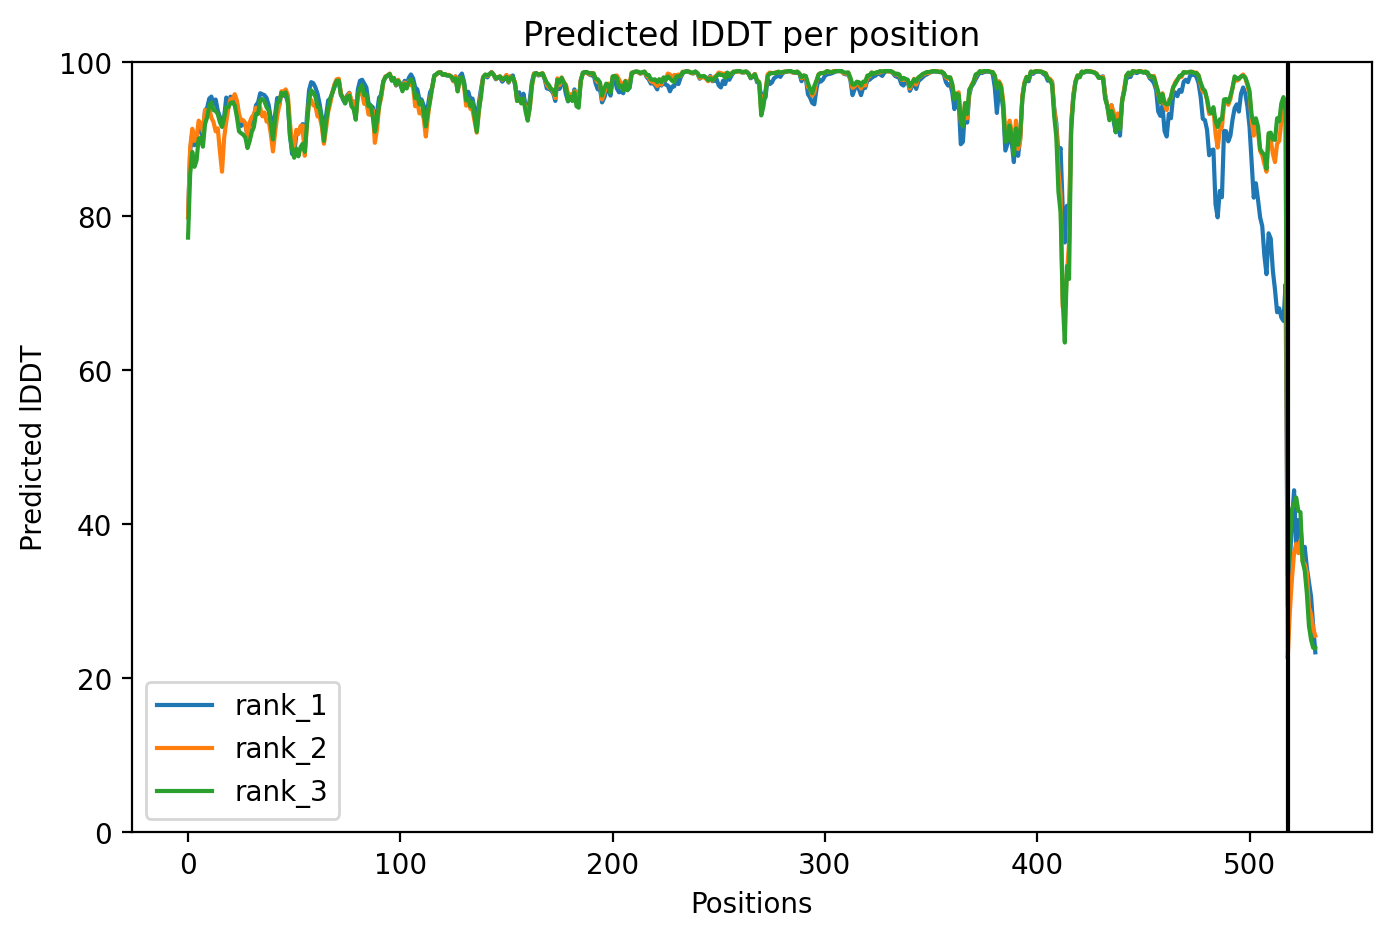 Predicted lDDT per position
100
80
60
40
20
0
Predicted lDDT
rank_1
rank_2
rank_3
0 100 200 300 400 500
Positions